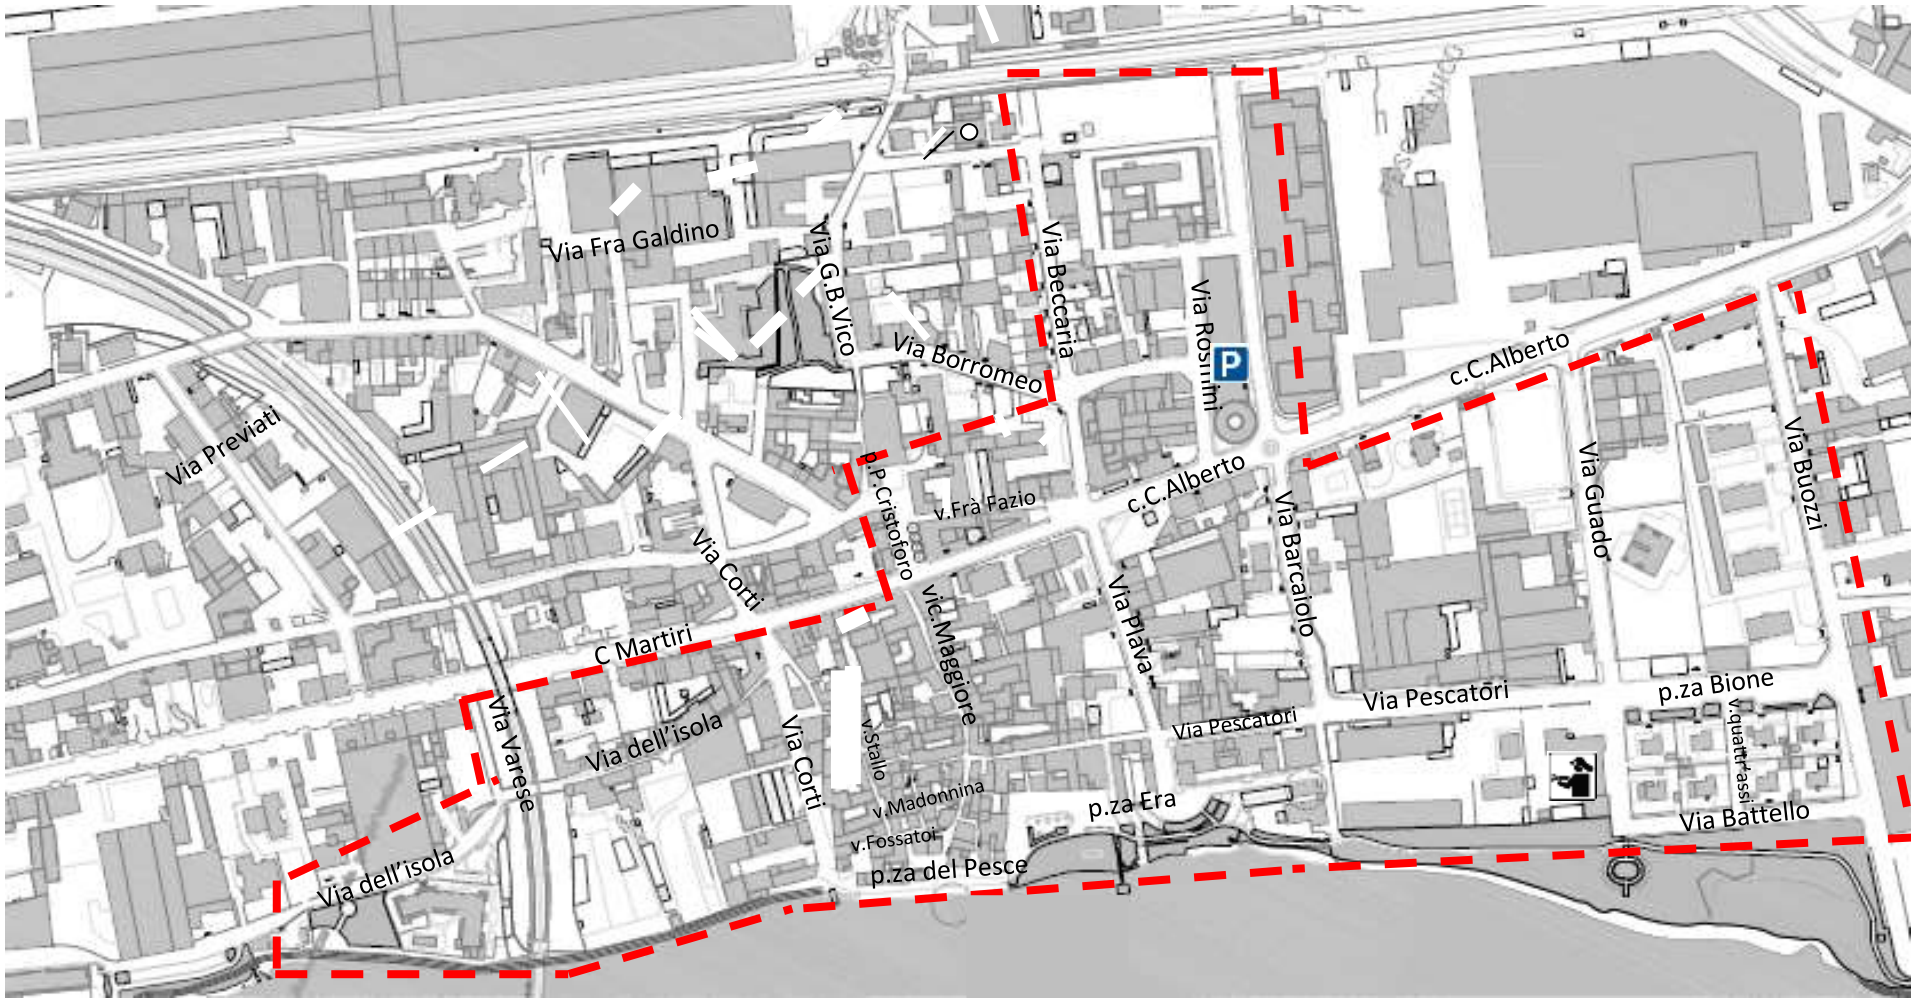 Via Fra Galdino
Via G.B.Vico
Via Beccaria
Via Rosmini
P
Via Borromeo
c.C.Alberto
Via Previati
p.P.Cristoforo
v.Frà Fazio
c.C.Alberto
Via Guado
Via Buozzi
Via Corti
Via Barcaiolo
C Martiri
vic.Maggiore
Via Plava
Via Varese
Via dell'isola
Via Corti
v.Stallo
Via Pescatori
Via Pescatori
p.za Bione
v.quattr'assi
v.Madonnina
p.za Era
Via Battello
v.Fossatoi
Via dell'isola
p.za del Pesce